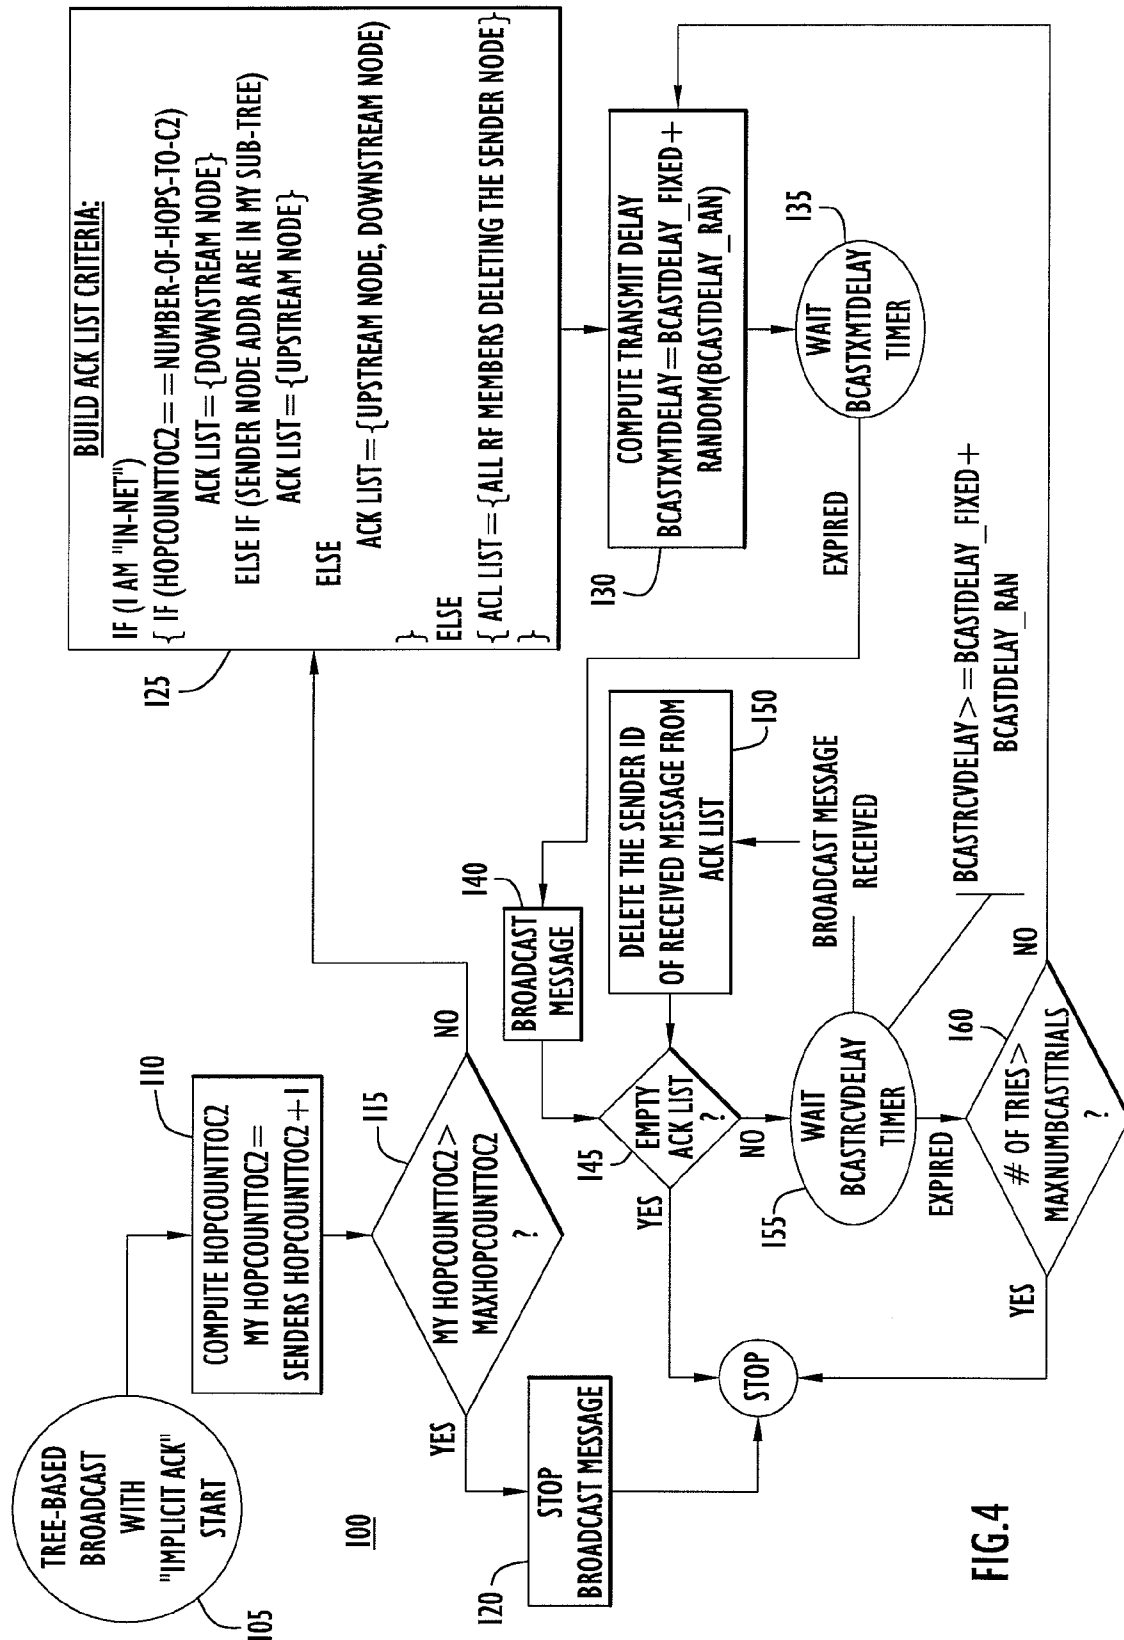 TREE-BASED
BROADCAST
WITH
"IMPLICIT ACK"
START
105
100
110
COMPUTE HOPCOUNTTOC2
MY HOPCOUNTTOC2=
SENDERS HOPCOUNTTOC2+1
115
MY HOPCOUNTTOC2>
MAXHOPCOUNTTOC2
?
YES
NO
120
STOP
BROADCAST MESSAGE
STOP
125
BUILD ACK LIST CRITERIA:
IF (I AM "IN-NET")
{ IF (HOPCOUNTTOC2==NUMBER-OF-HOPS-TO-C2)
ACK LIST={DOWNSTREAM NODE}
ELSE IF (SENDER NODE ADDR ARE IN MY SUB-TREE)
ACK LIST={UPSTREAM NODE}
ELSE
ACK LIST={UPSTREAM NODE, DOWNSTREAM NODE)
}
ELSE
{ ACL LIST={ALL RF MEMBERS DELETING THE SENDER NODE}
}
130
COMPUTE TRANSMIT DELAY
BCASTXMTDELAY=BCASTDELAY_FIXED+
RANDOM(BCASTDELAY_RAN)
135
WAIT
BCASTXMTDELAY
TIMER
EXPIRED
140
BROADCAST
MESSAGE
145
EMPTY
ACK LIST
?
YES
NO
150
DELETE THE SENDER ID
OF RECEIVED MESSAGE FROM
ACK LIST
BROADCAST MESSAGE
RECEIVED
155
WAIT
BCASTRCVDELAY
TIMER
EXPIRED
BCASTRCVDELAY>=BCASTDELAY_FIXED+
BCASTDELAY_RAN
160
# OF TRIES>
MAXNUMBCASTTRIALS
?
YES
NO
FIG.4